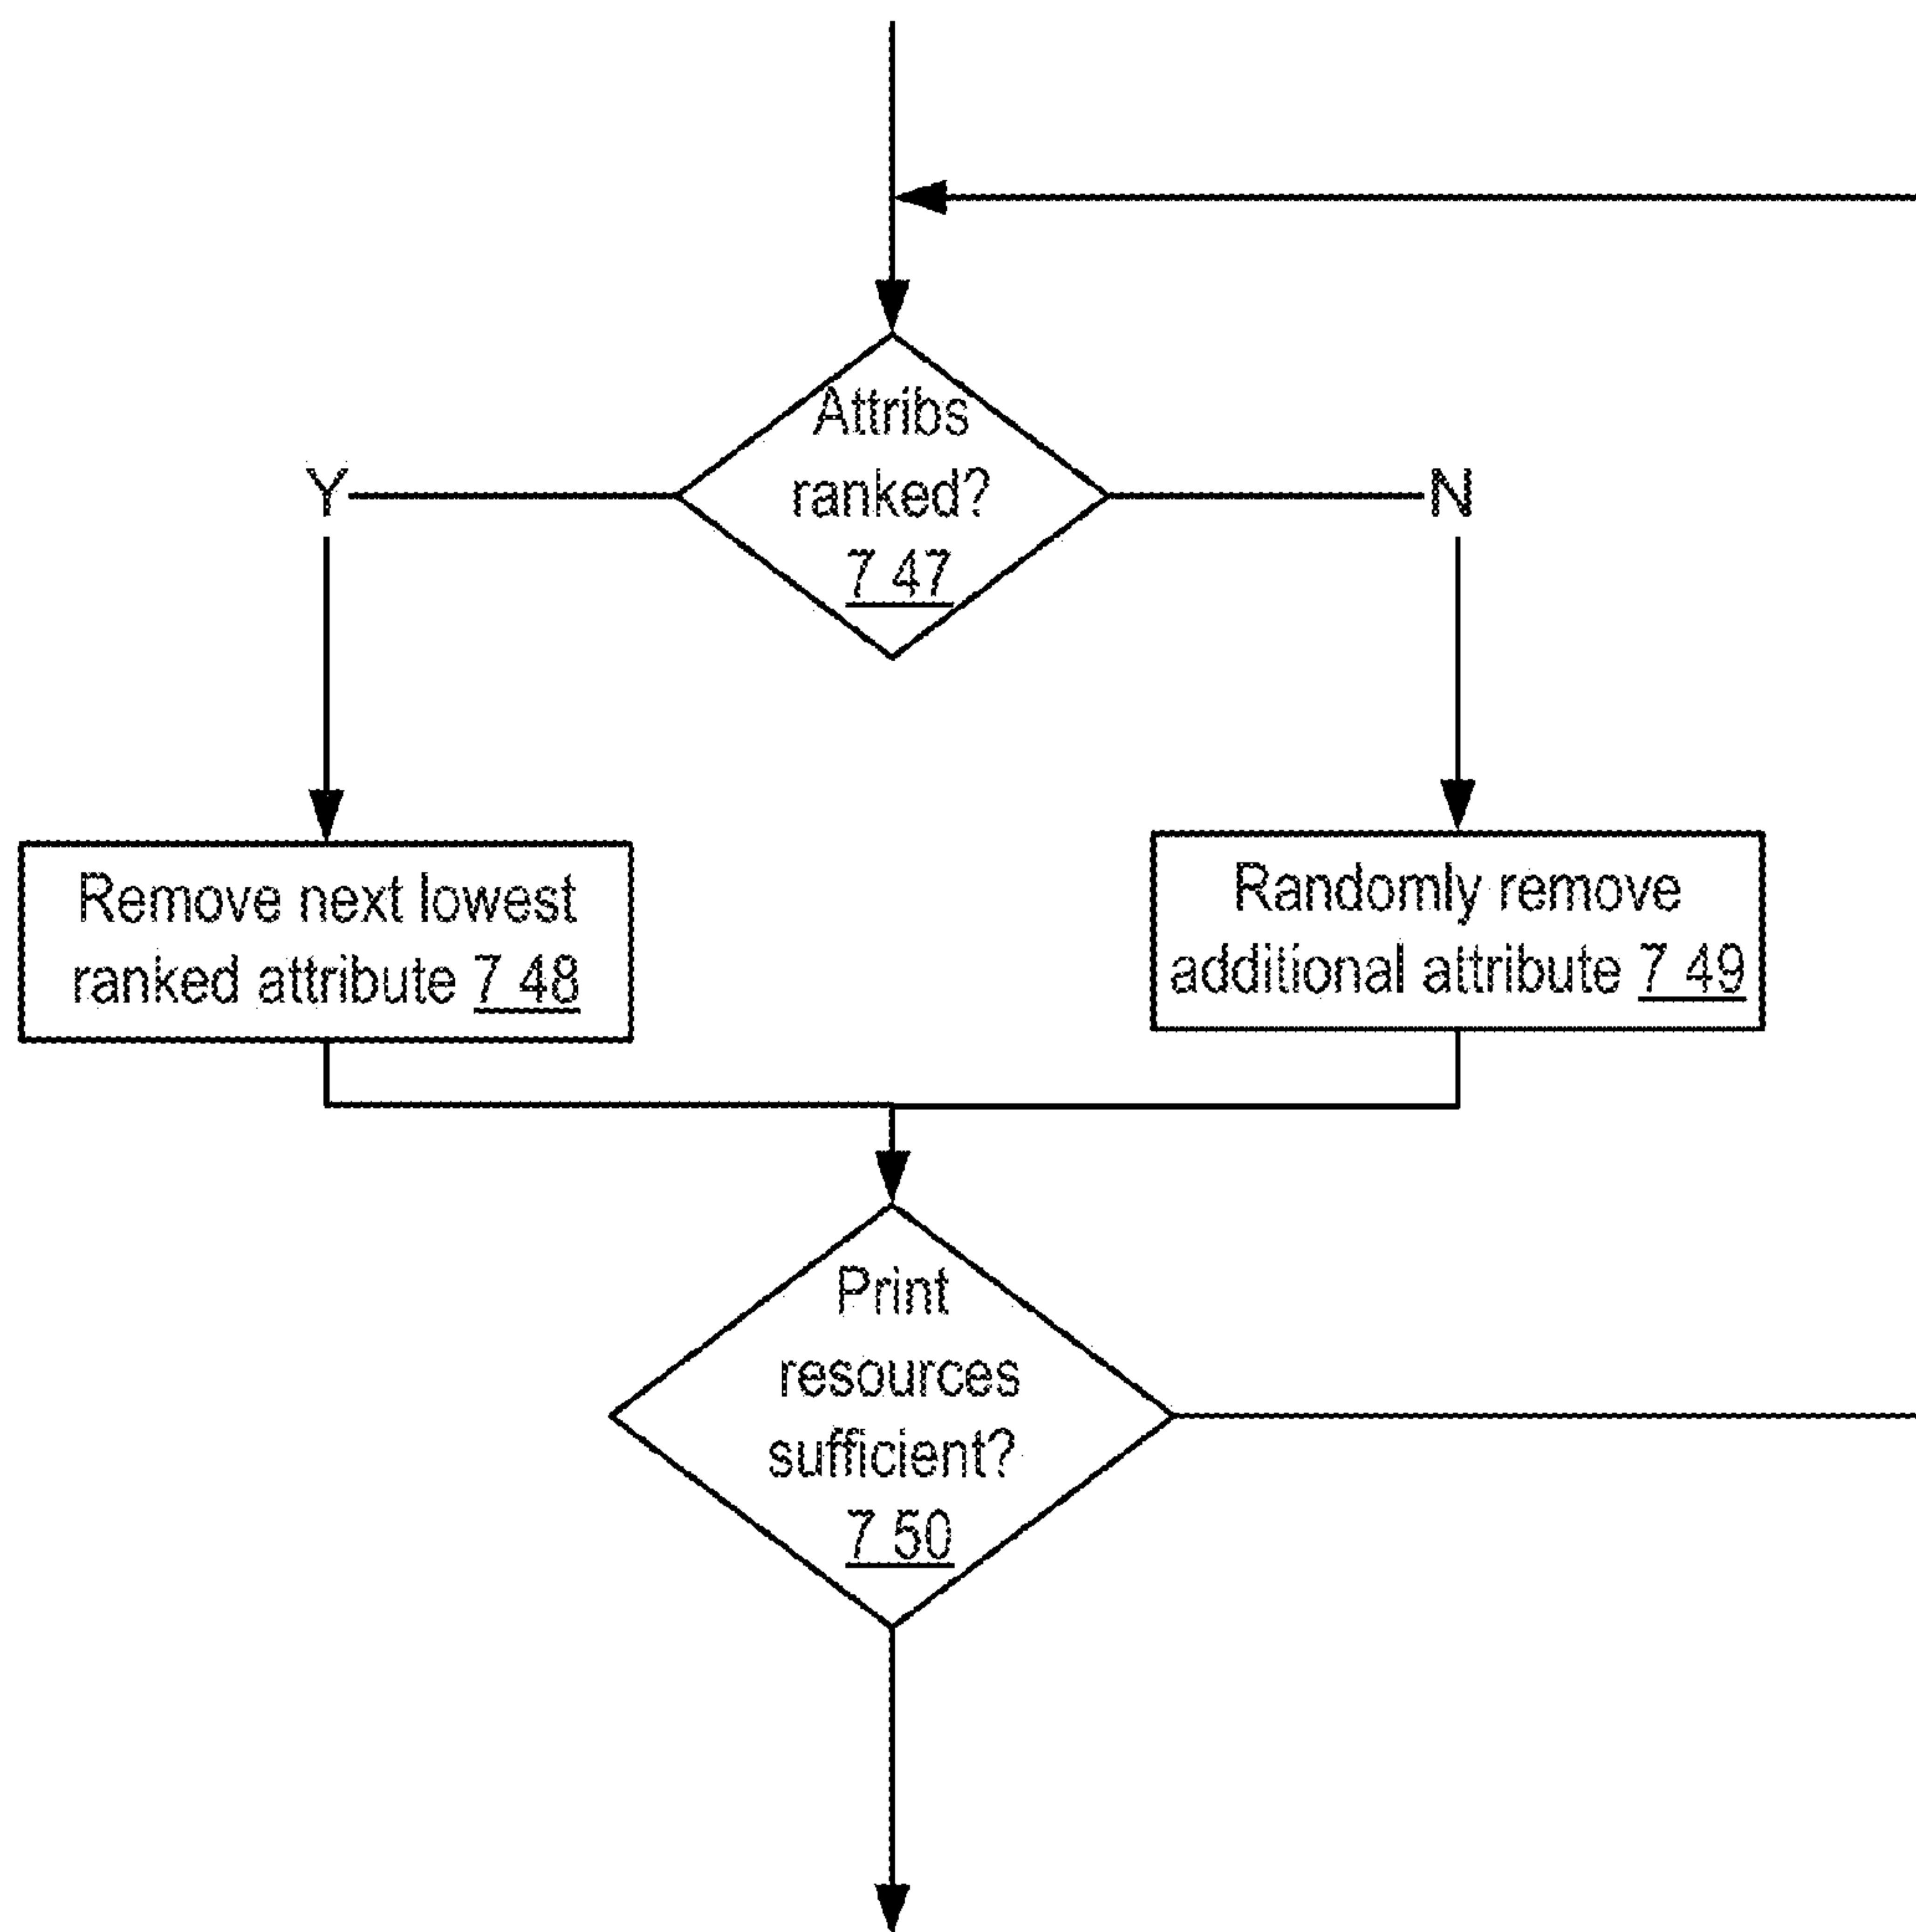 Attribs
ranked?
7.47
Y
N
Remove next lowest
ranked attribute 7.48
Randomly remove
additional attribute 7.49
Print
resources
sufficient?
7.50